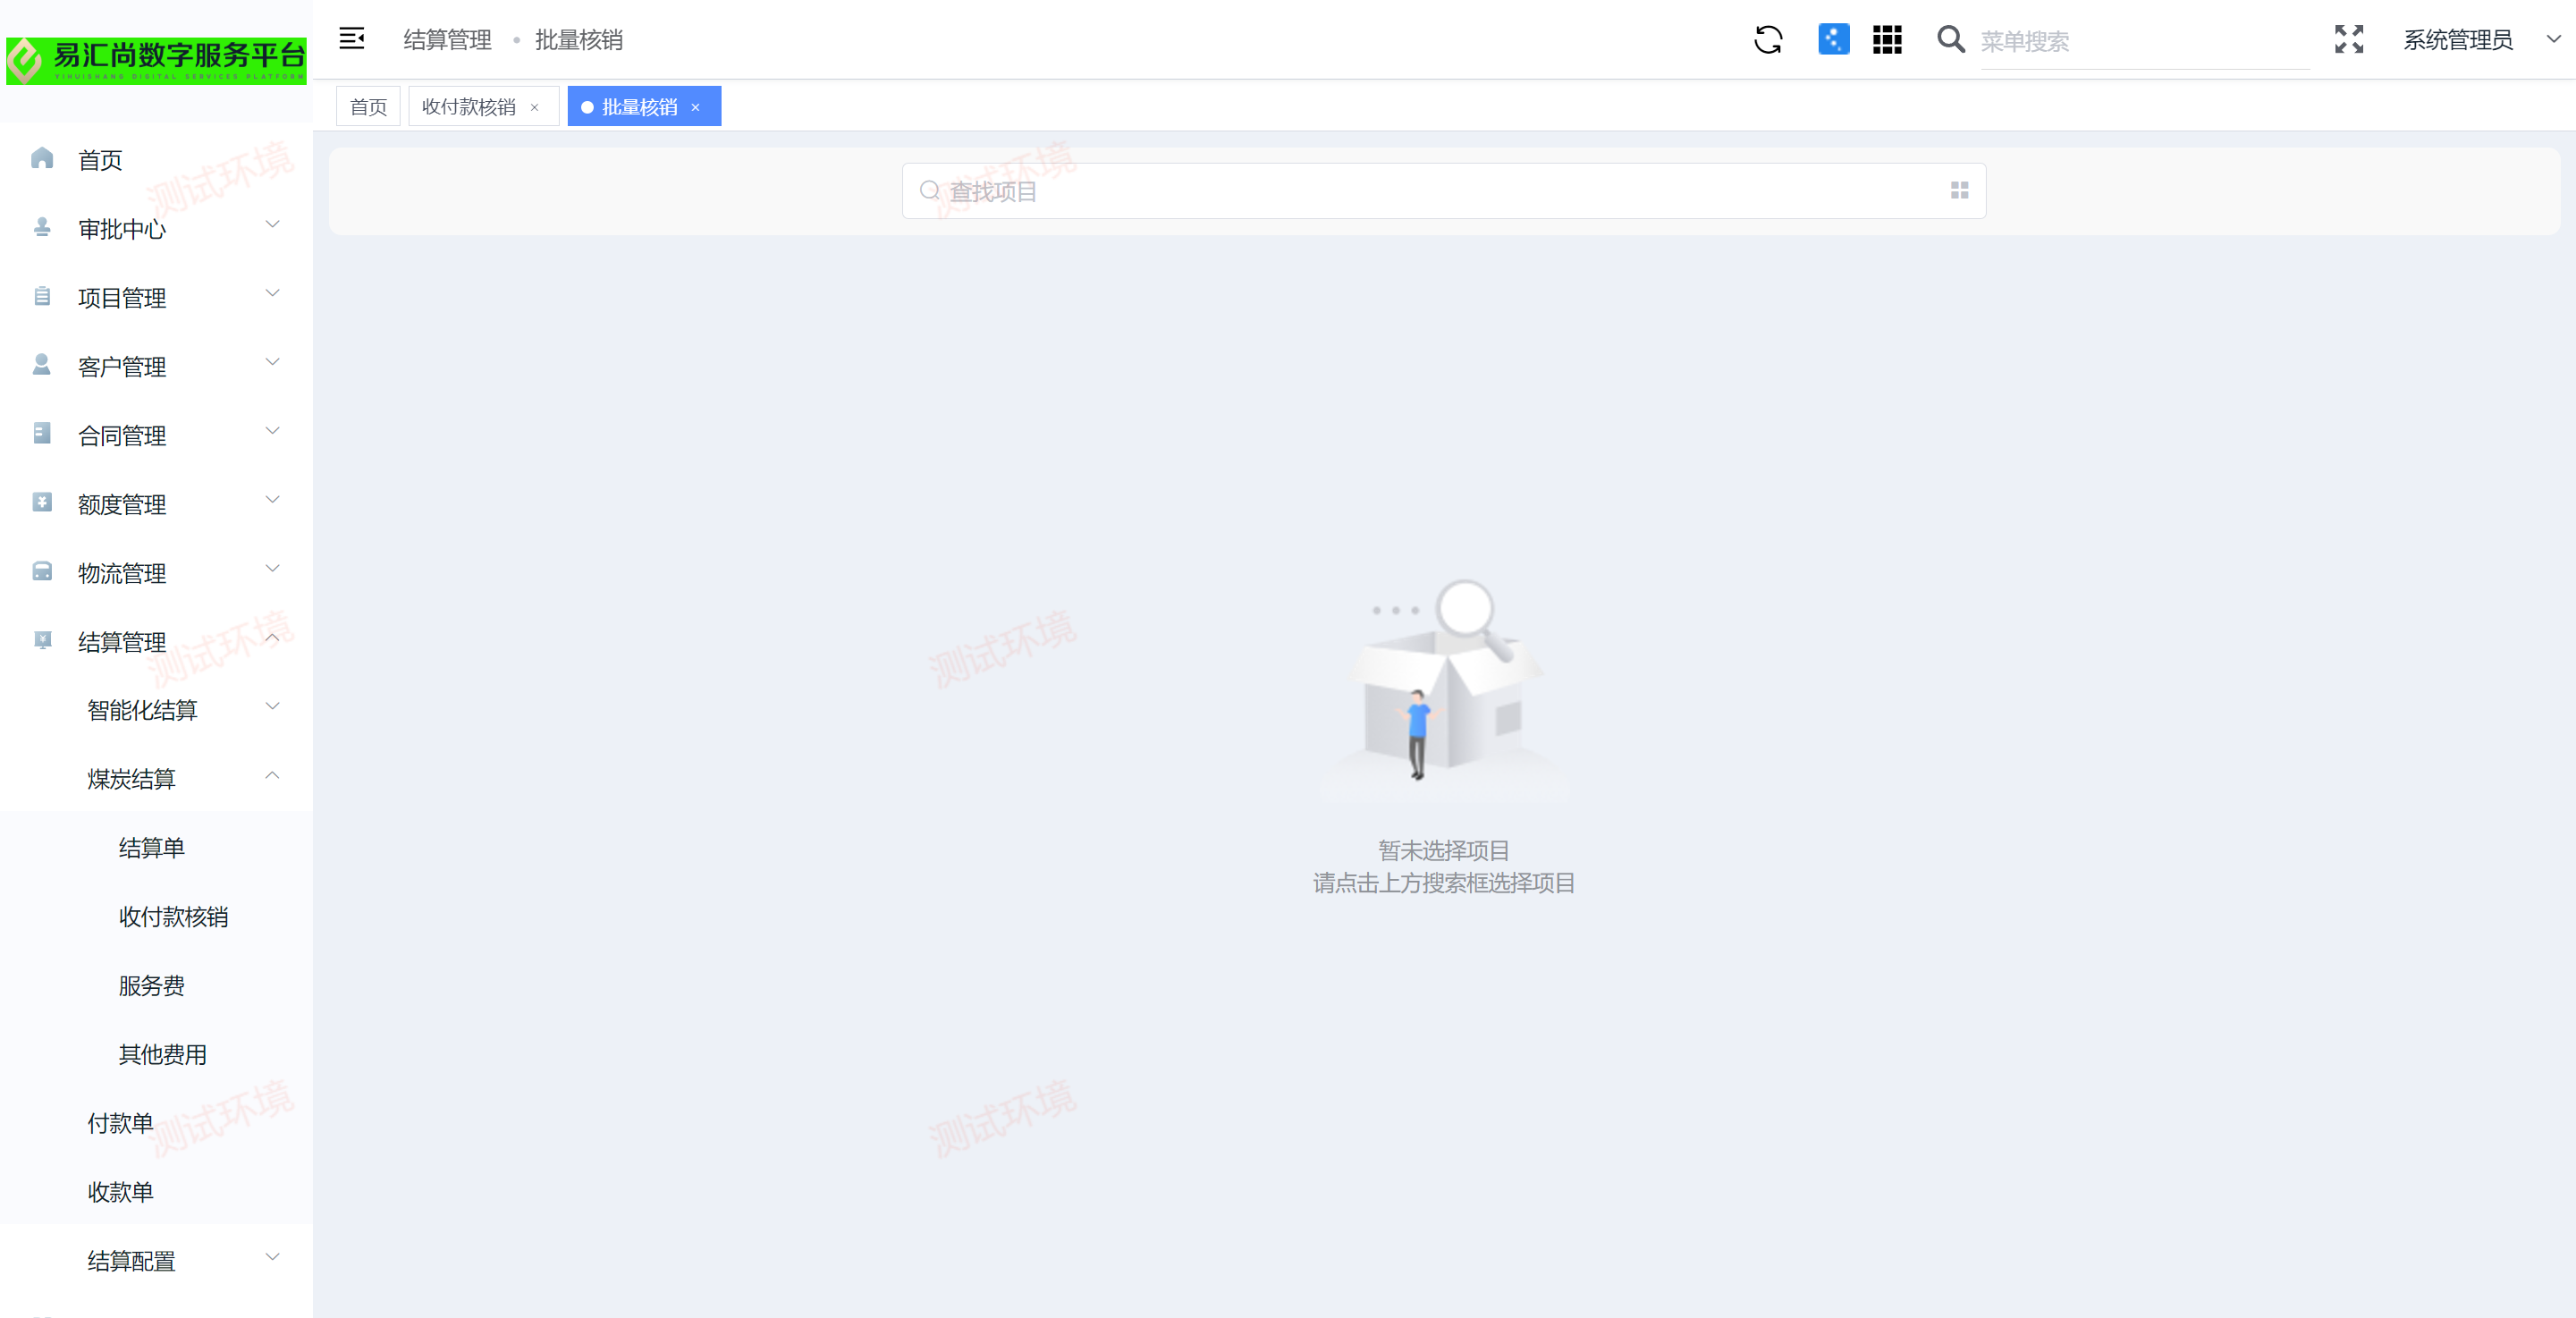 易汇尚数字服务平台
YIHUISHANG DIGITAL SERVICES PLATFORM
结算管理 • 批量核销
菜单搜索
系统管理员
首页
收付款核销 ×
批量核销 ×
查找项目
首页
审批中心
项目管理
客户管理
合同管理
额度管理
物流管理
结算管理
智能化结算
煤炭结算
结算单
收付款核销
服务费
其他费用
付款单
收款单
结算配置
暂未选择项目
请点击上方搜索框选择项目
测试环境
测试环境
测试环境
测试环境
测试环境
测试环境